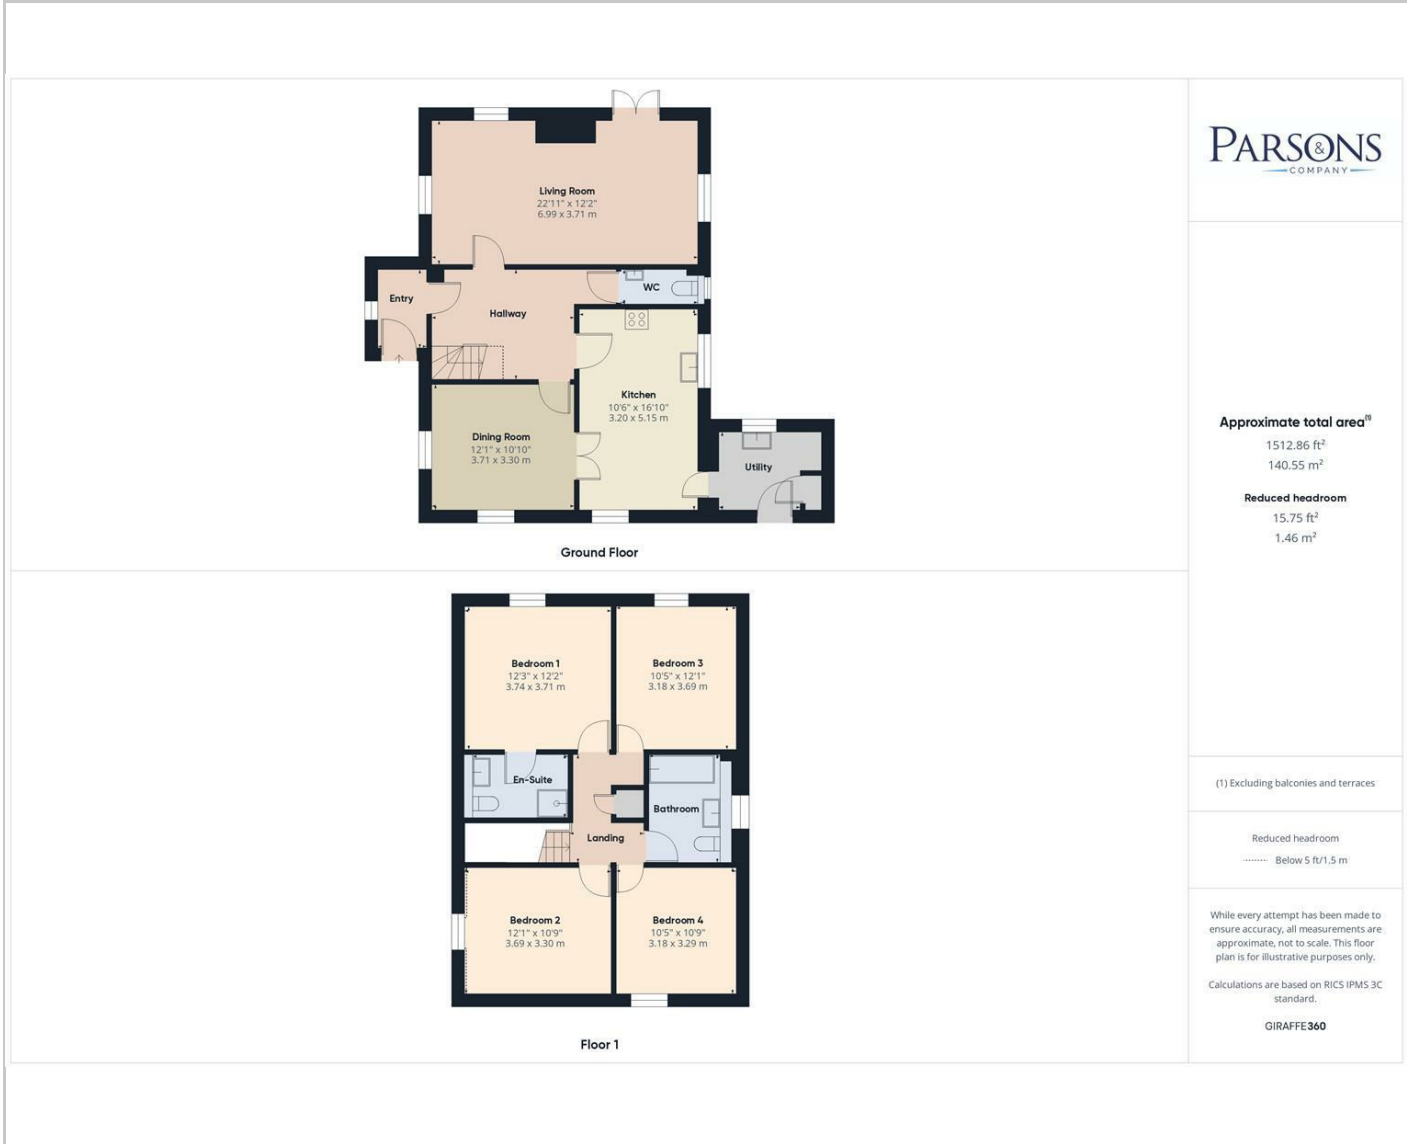 Living Room
22'11" x 12'2"
6.99 x 3.71 m
Entry
Hallway
WC
Kitchen
10'6" x 16'10"
3.20 x 5.15 m
Dining Room
12'1" x 10'10"
3.71 x 3.30 m
Utility
Ground Floor
Bedroom 1
12'3" x 12'2"
3.74 x 3.71 m
Bedroom 3
10'5" x 12'1"
3.18 x 3.69 m
En-Suite
Bathroom
Landing
Bedroom 2
12'1" x 10'9"
3.69 x 3.30 m
Bedroom 4
10'5" x 10'9"
3.18 x 3.29 m
Floor 1
PARSONS
&
COMPANY
Approximate total area⁽¹⁾
1512.86 ft²
140.55 m²
Reduced headroom
15.75 ft²
1.46 m²
(1) Excluding balconies and terraces
Reduced headroom
Below 5 ft/1.5 m
While every attempt has been made to
ensure accuracy, all measurements are
approximate, not to scale. This floor
plan is for illustrative purposes only.
Calculations are based on RICS IPMS 3C
standard.
GIRAFFE360